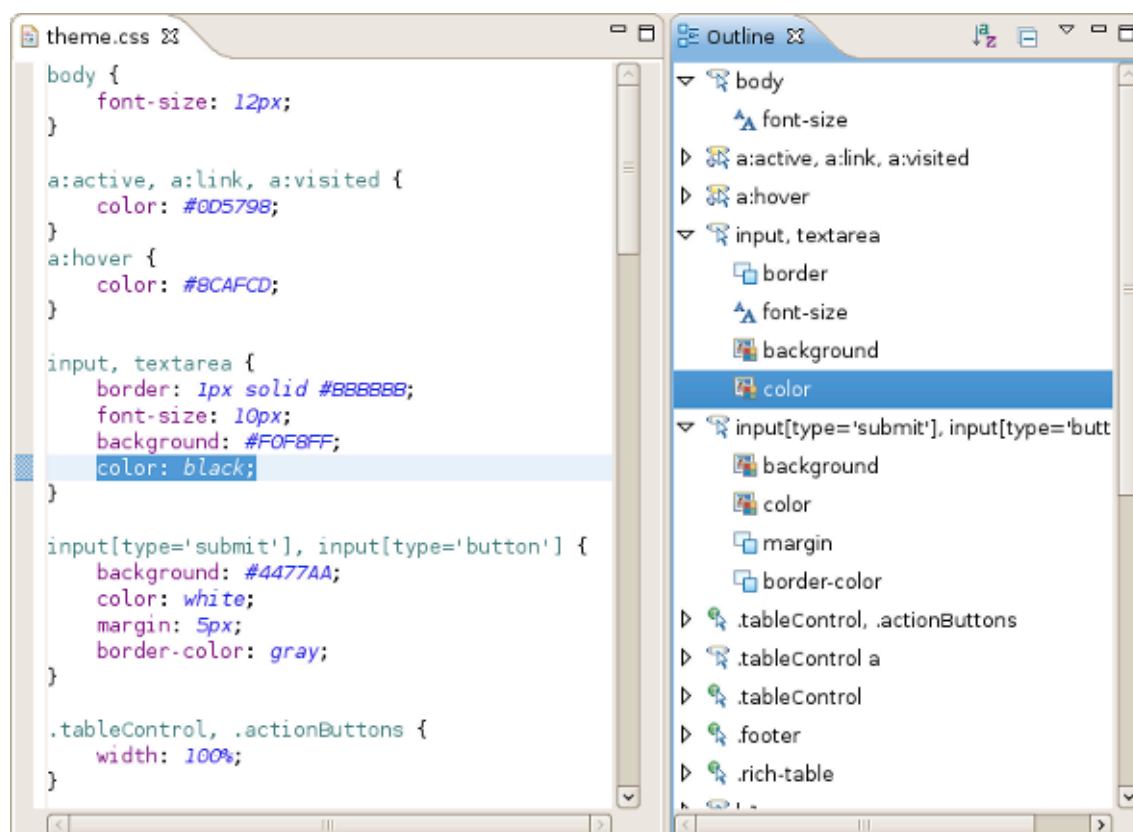 theme.css
body {
font-size: 12px;
}
a:active, a:link, a:visited {
color: #0D5798;
}
a:hover {
color: #8CAFCD;
}
input, textarea {
border: 1px solid #BBBBBB;
font-size: 10px;
background: #F0F8FF;
color: black;
}
input[type='submit'], input[type='button'] {
background: #4477AA;
color: white;
margin: 5px;
border-color: gray;
}
.tableControl, .actionButtons {
width: 100%;
}
Outline
body
font-size
a:active, a:link, a:visited
a:hover
input, textarea
border
font-size
background
color
input[type='submit'], input[type='butt
background
color
margin
border-color
.tableControl, .actionButtons
.tableControl a
.tableControl
.footer
.rich-table